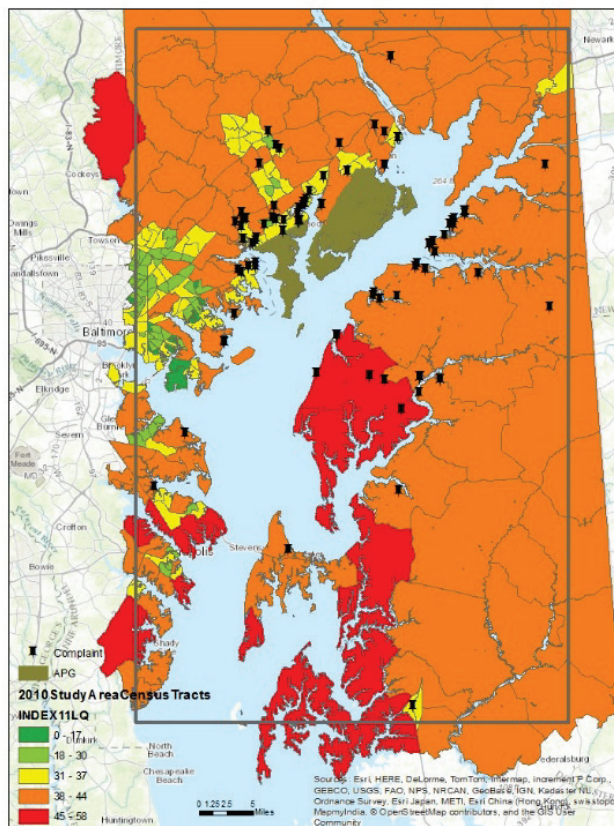 Newark
Cockeys
Owings
Mills
Towson
Pikesville
Randallstown
Baltimore
I-695-N
Brooklyn
Park
Elkridge
Glen
Burnie
Severn
Fort
Meade
Crofton
Bowie
Stevens
Shady
Complaint
APG
2010 Study Area Census Tracts
INDEX11LQ
0 - 17
18 - 30
31 - 37
38 - 44
45 - 58
Dunkirk
North
Beach
Chesapeake
Beach
Huntingtown
0 1.25 2.5 5
Miles
ederalsburg
Sources: Esri, HERE, DeLorme, TomTom, Intermap, increment P Corp.,
GEBCO, USGS, FAO, NPS, NRCAN, GeoBase, IGN, Kadaster NL,
Ordnance Survey, Esri Japan, METI, Esri China (Hong Kong), swisstopo,
MapmyIndia, © OpenStreetMap contributors, and the GIS User
Community